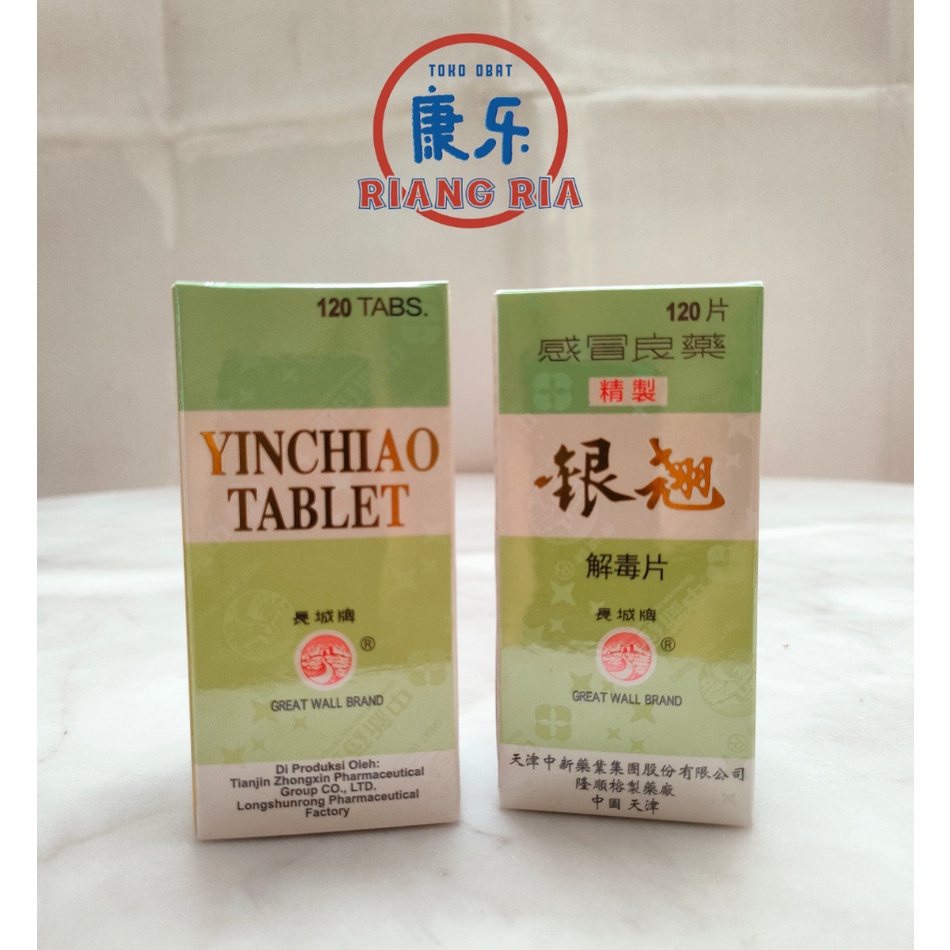 TOKO OBAT
康乐
RIANG RIA
120 TABS.
YINCHIAO
TABLET
長城牌
®
GREAT WALL BRAND
Di Produksi Oleh:
Tianjin Zhongxin Pharmaceutical
Group CO., LTD.
Longshunrong Pharmaceutical
Factory
120片
感冒良藥
精製
銀翹
解毒片
長城牌
®
GREAT WALL BRAND
天津中新藥業集團股份有限公司
隆順榕製藥廠
中國 天津